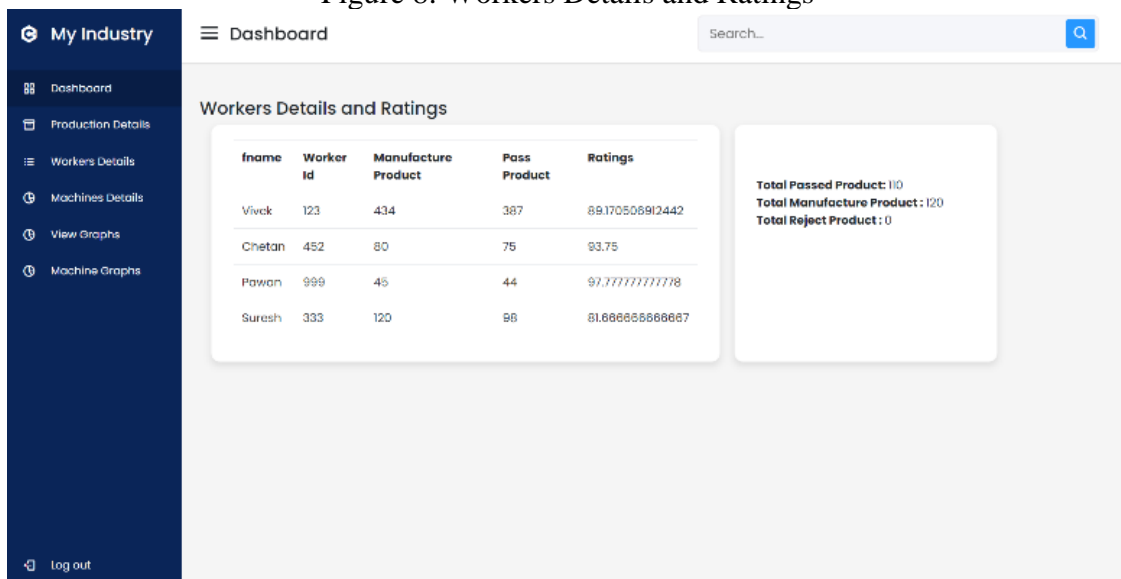 Figure 8: Workers Details and Ratings
My Industry
Dashboard
Search...
Dashboard
Production Details
Workers Details
Machines Details
View Graphs
Machine Graphs
Log out
Workers Details and Ratings
fname Worker Id Manufacture Product Pass Product Ratings
Vivek 123 434 387 89.170506912442
Chetan 452 80 75 93.75
Pawan 999 45 44 97.777777777778
Suresh 333 120 98 81.666666666667
Total Passed Product: 110
Total Manufacture Product : 120
Total Reject Product : 0